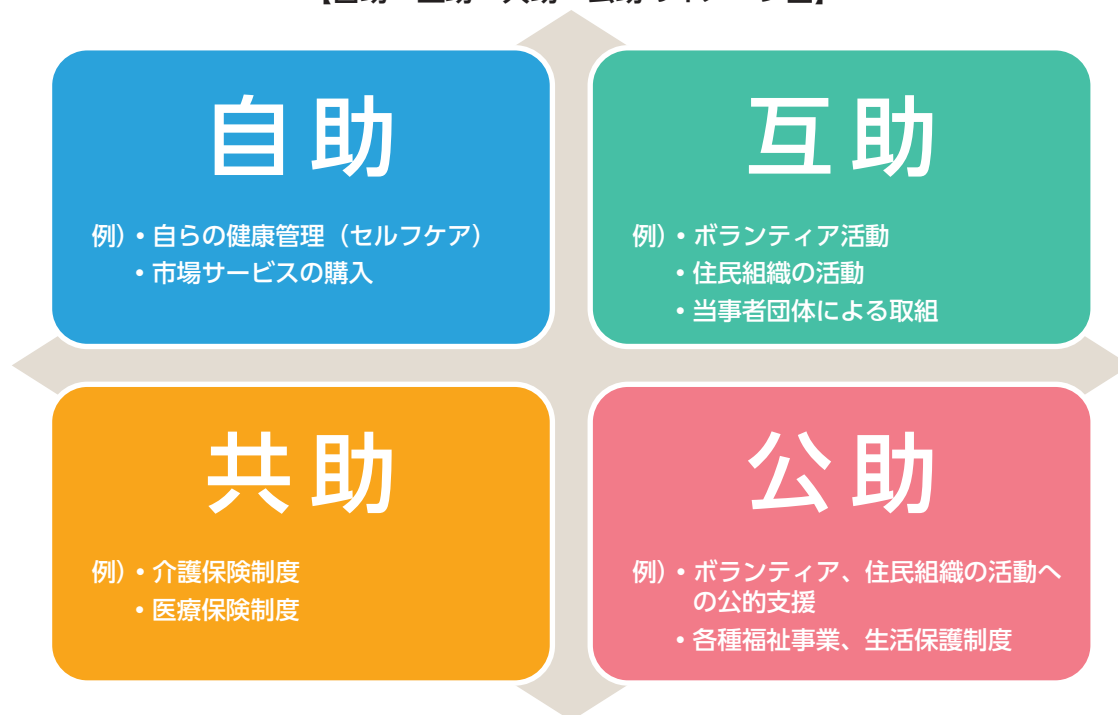 自助
例）・自らの健康管理（セルフケア）
・市場サービスの購入
互助
例）・ボランティア活動
・住民組織の活動
・当事者団体による取組
共助
例）・介護保険制度
・医療保険制度
公助
例）・ボランティア、住民組織の活動へ
の公的支援
・各種福祉事業、生活保護制度